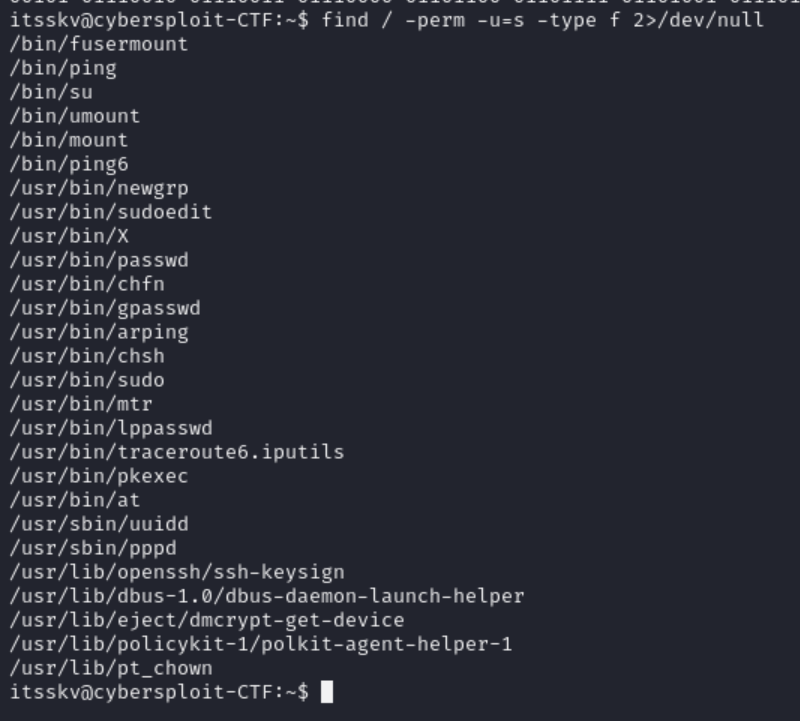 itsskv@cybersploit-CTF:~$ find / -perm -u=s -type f 2>/dev/null
/bin/fusermount
/bin/ping
/bin/su
/bin/umount
/bin/mount
/bin/ping6
/usr/bin/newgrp
/usr/bin/sudoedit
/usr/bin/X
/usr/bin/passwd
/usr/bin/chfn
/usr/bin/gpasswd
/usr/bin/arping
/usr/bin/chsh
/usr/bin/sudo
/usr/bin/mtr
/usr/bin/lppasswd
/usr/bin/traceroute6.iputils
/usr/bin/pkexec
/usr/bin/at
/usr/sbin/uuidd
/usr/sbin/pppd
/usr/lib/openssh/ssh-keysign
/usr/lib/dbus-1.0/dbus-daemon-launch-helper
/usr/lib/eject/dmcrypt-get-device
/usr/lib/policykit-1/polkit-agent-helper-1
/usr/lib/pt_chown
itsskv@cybersploit-CTF:~$